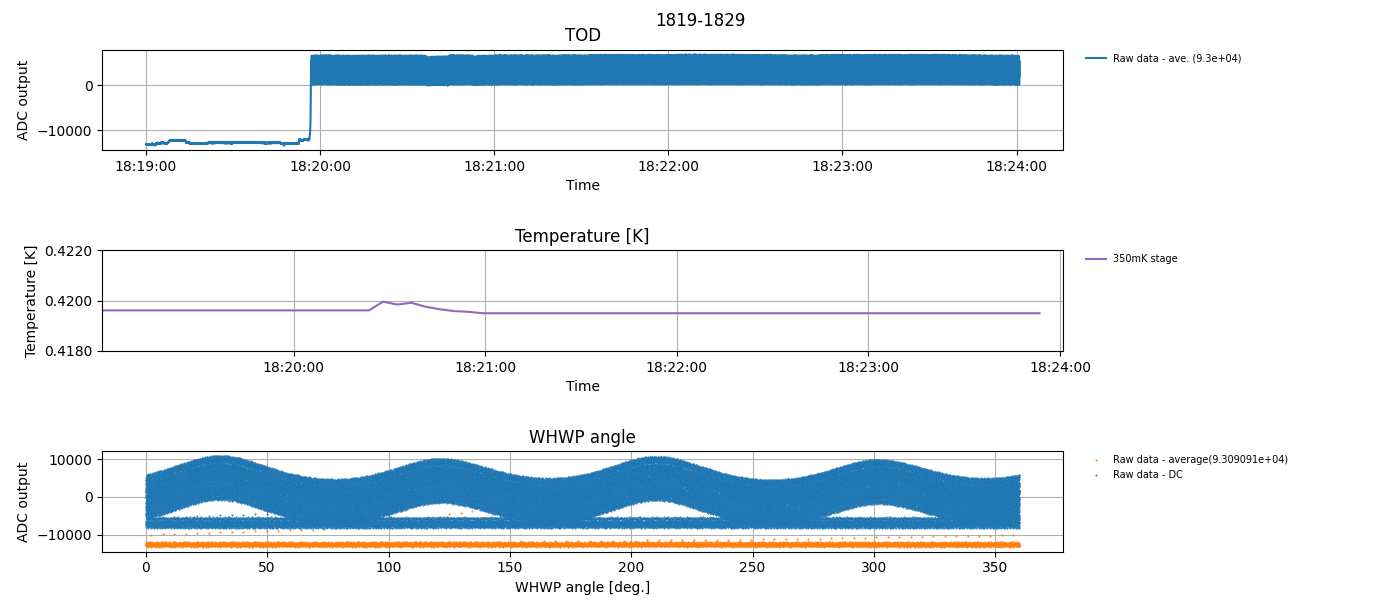 1819-1829
TOD
ADC output
0
−10000
18:19:00 18:20:00 18:21:00 18:22:00 18:23:00 18:24:00
Time
Raw data - ave. (9.3e+04)
Temperature [K]
Temperature [K]
0.4220
0.4200
0.4180
18:20:00 18:21:00 18:22:00 18:23:00 18:24:00
Time
350mK stage
WHWP angle
ADC output
10000
0
−10000
0 50 100 150 200 250 300 350
WHWP angle [deg.]
Raw data - average(9.309091e+04)
Raw data - DC